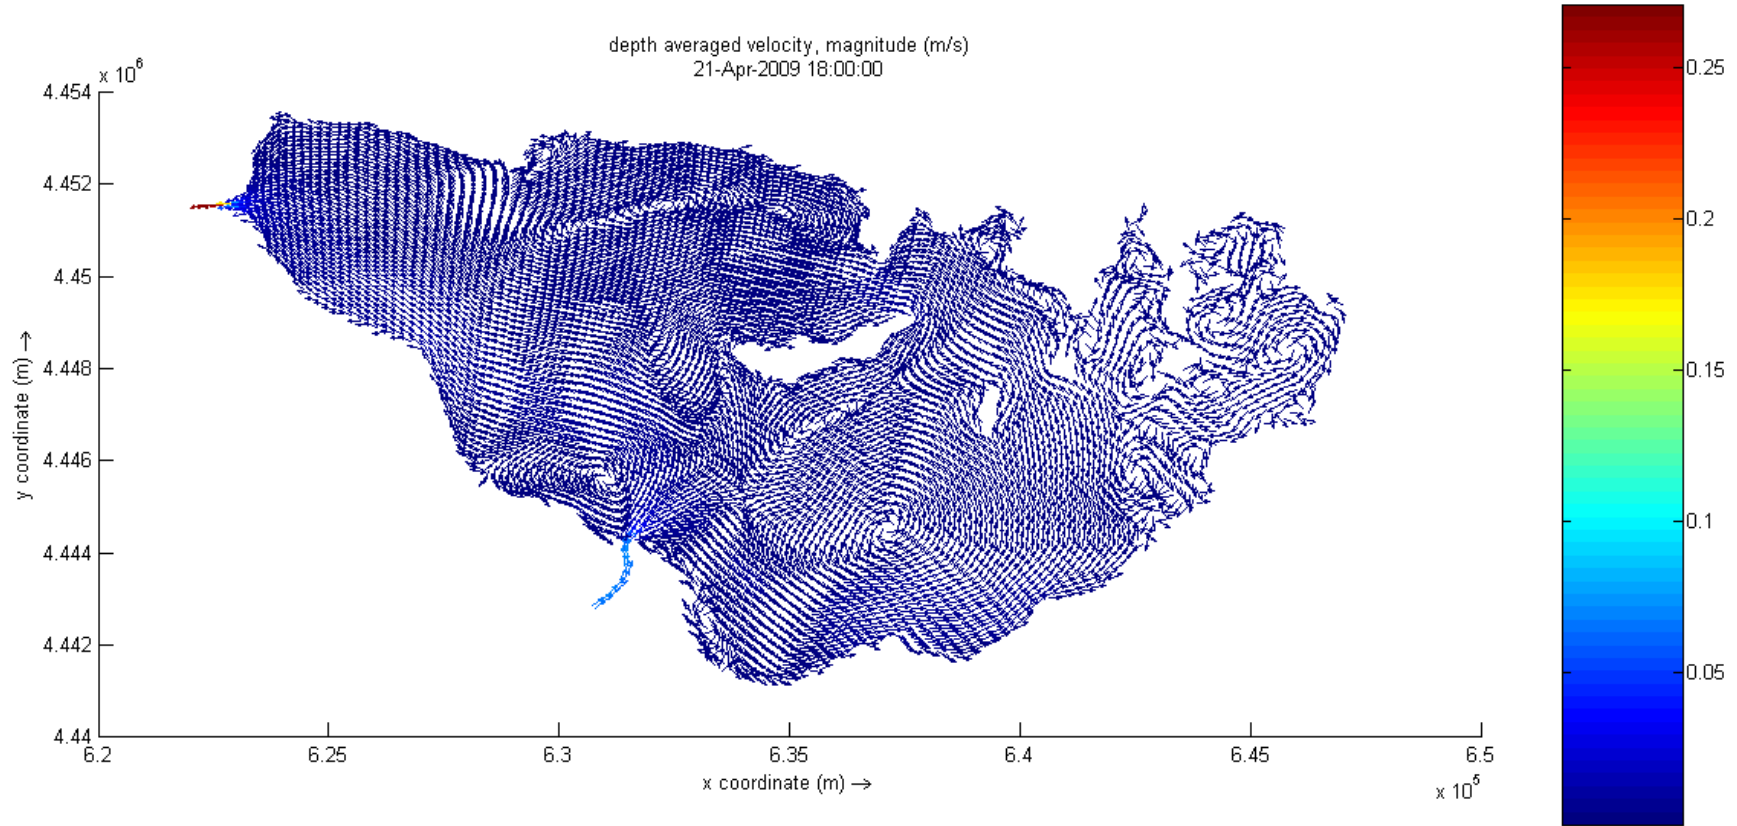 depth averaged velocity, magnitude (m/s)
21-Apr-2009 18:00:00
x 10^6
4.454
4.452
4.45
4.448
4.446
4.444
4.442
4.44
y coordinate (m) →
6.2 6.25 6.3 6.35 6.4 6.45 6.5
x coordinate (m) →
x 10^5
0.25
0.2
0.15
0.1
0.05